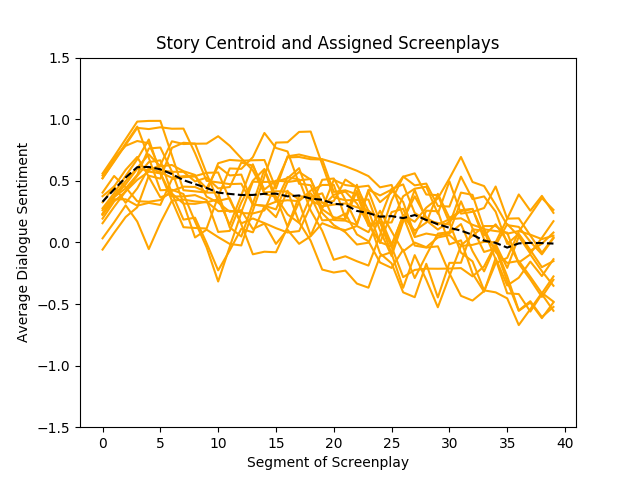 Story Centroid and Assigned Screenplays
1.5
1.0
0.5
0.0
−0.5
−1.0
−1.5
Average Dialogue Sentiment
0 5 10 15 20 25 30 35 40
Segment of Screenplay